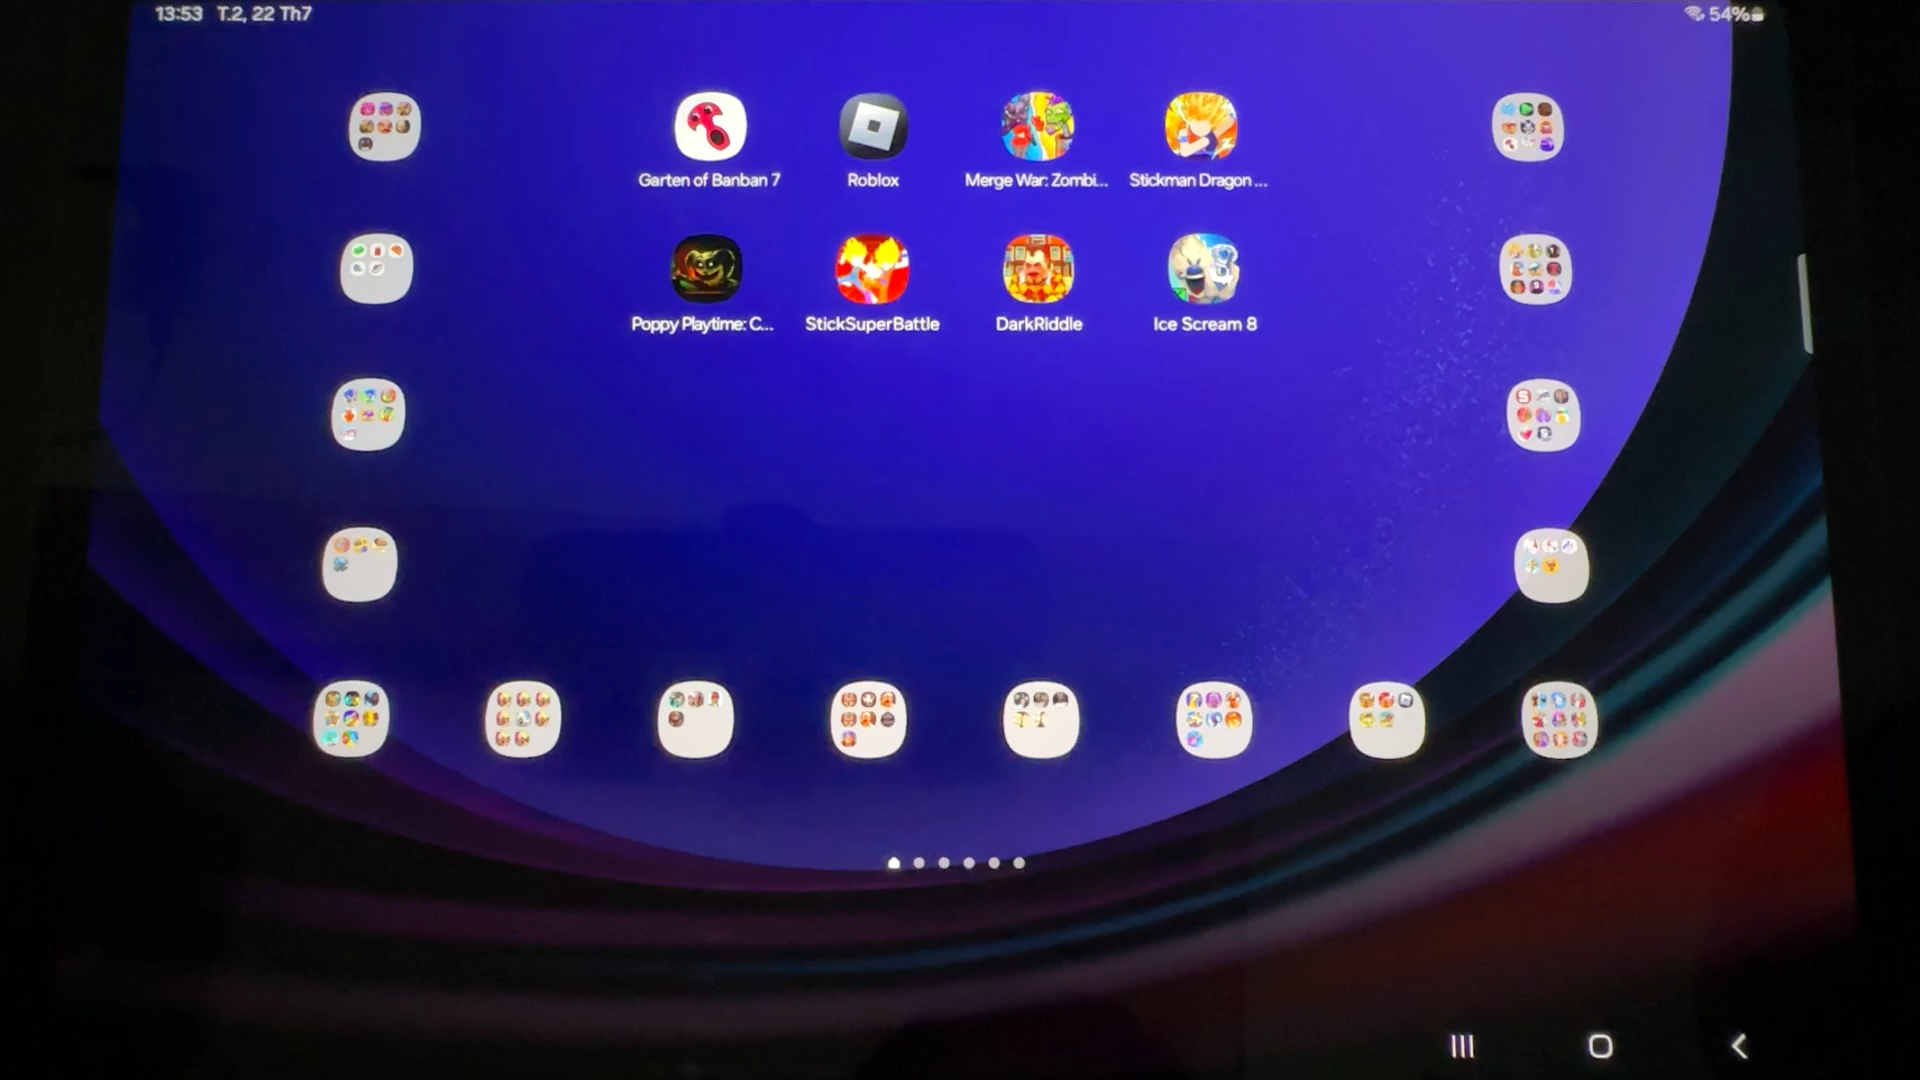 13:53 T.2, 22 Th7
54%
Garten of Banban 7
Roblox
Merge War: Zombi...
Stickman Dragon ...
Poppy Playtime: C...
StickSuperBattle
DarkRiddle
Ice Scream 8